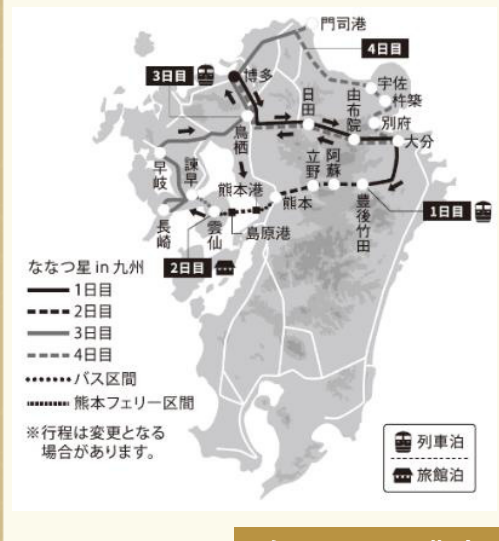 門司港
4日目
3日目
博多
宇佐
杵築
日田
由布院
別府
大分
鳥栖
早岐
諫早
立野
阿蘇
熊本港
熊本
豊後竹田
長崎
雲仙
島原港
1日目
2日目
ななつ星 in 九州
1日目
2日目
3日目
4日目
バス区間
熊本フェリー区間
※行程は変更となる
場合があります。
列車泊
旅館泊